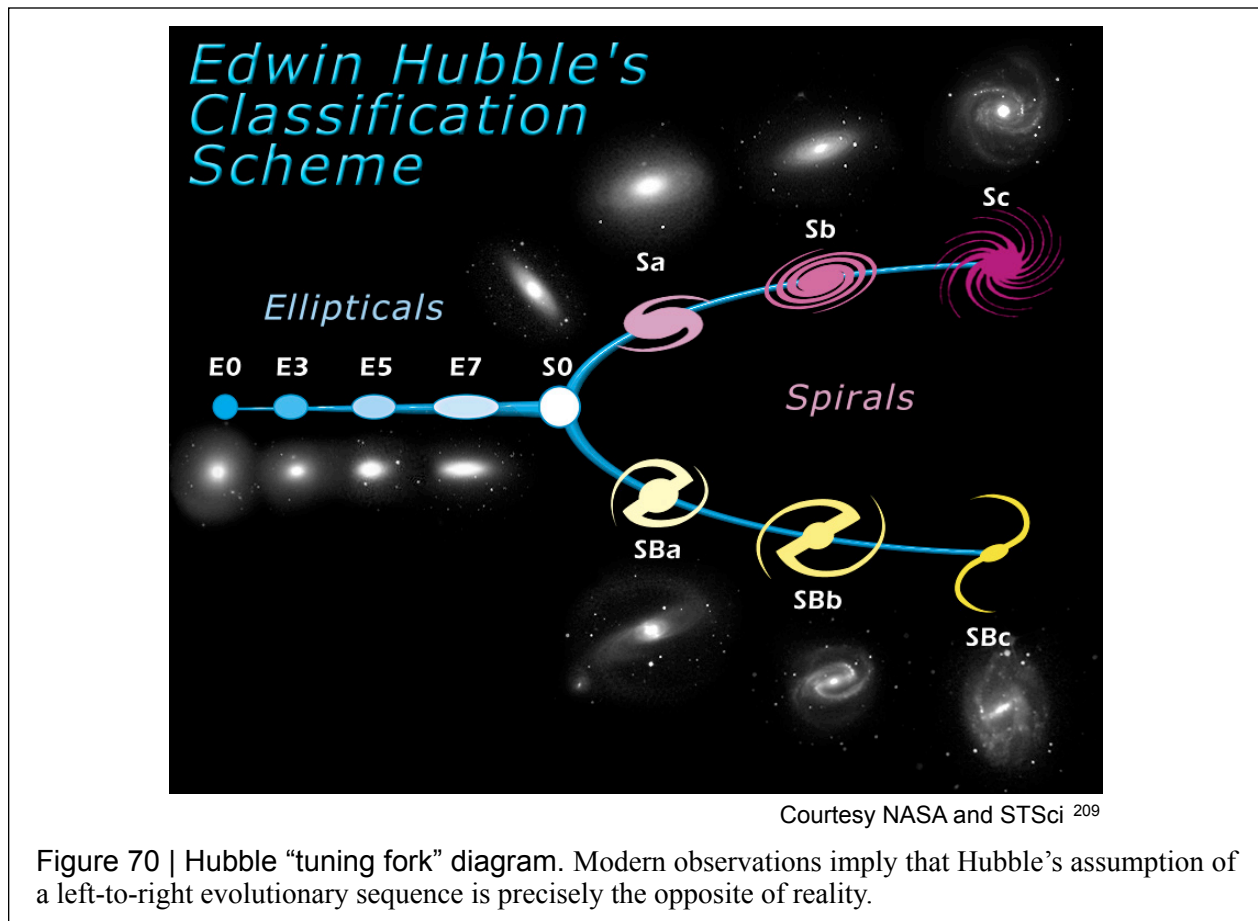 Edwin Hubble's
Classification
Scheme
Sc
Sb
Sa
Ellipticals
E0 E3 E5 E7 S0
Spirals
SBa
SBb
SBc
Courtesy NASA and STSci 209
Figure 70 | Hubble “tuning fork” diagram. Modern observations imply that Hubble’s assumption of
a left-to-right evolutionary sequence is precisely the opposite of reality.